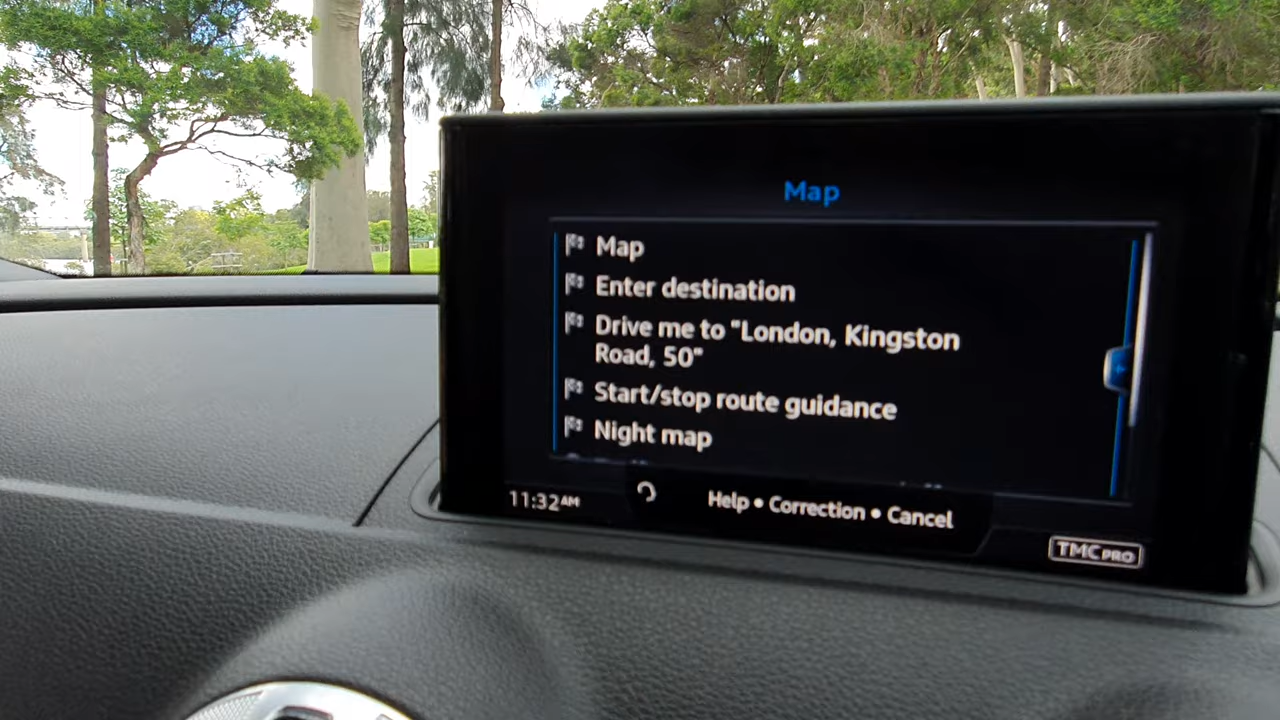 Map
Map
Enter destination
Drive me to "London, Kingston
Road, 50"
Start/stop route guidance
Night map
11:32AM
Help • Correction • Cancel
TMC PRO